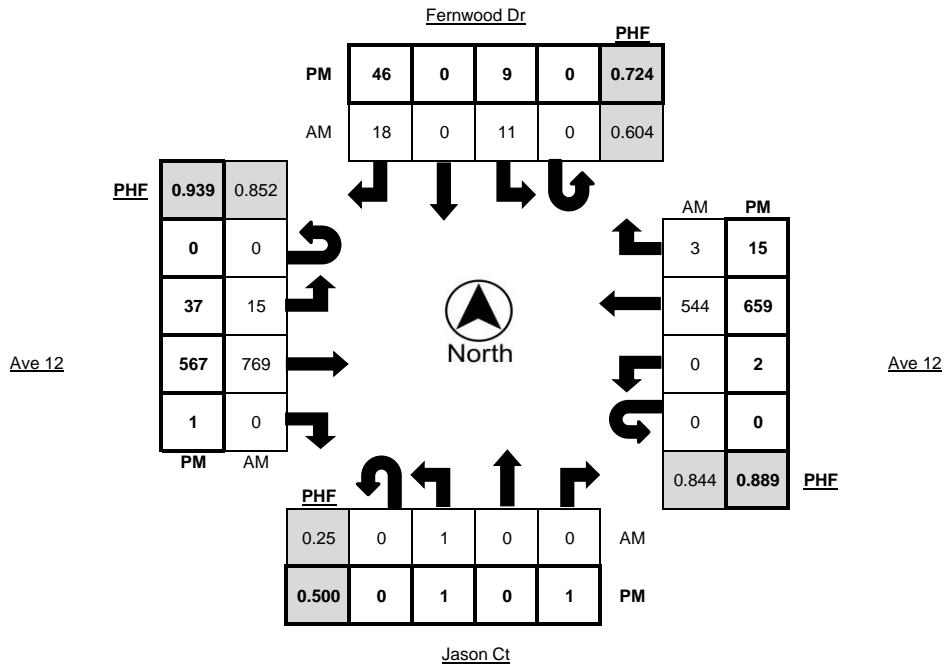 Fernwood Dr
PHF
PM 46 0 9 0 0.724
AM 18 0 11 0 0.604
PHF 0.939 0.852
AM PM
0 0
3 15
37 15
544 659
North
Ave 12
567 769
0 2
Ave 12
1 0
0 0
PM AM
0.844 0.889 PHF
PHF
0.25 0 1 0 0 AM
0.500 0 1 0 1 PM
Jason Ct